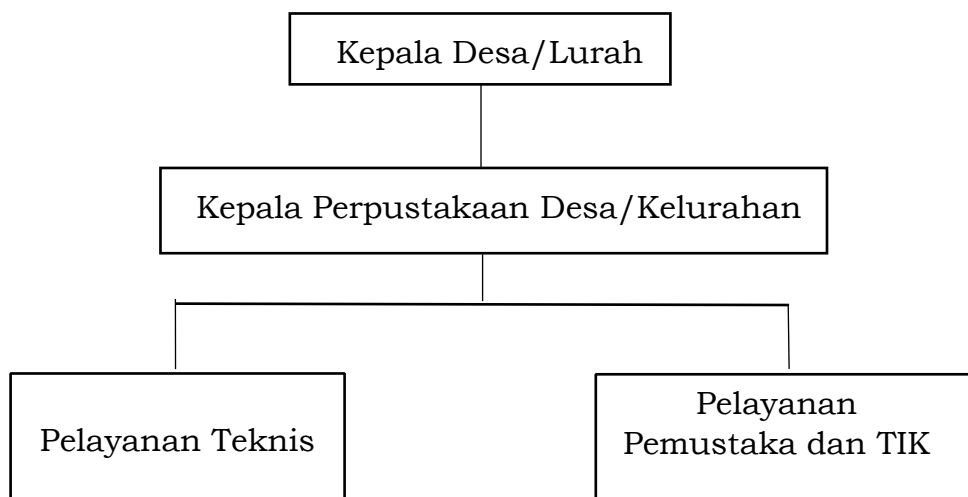 Kepala Desa/Lurah
Kepala Perpustakaan Desa/Kelurahan
Pelayanan Teknis
Pelayanan
Pemustaka dan TIK